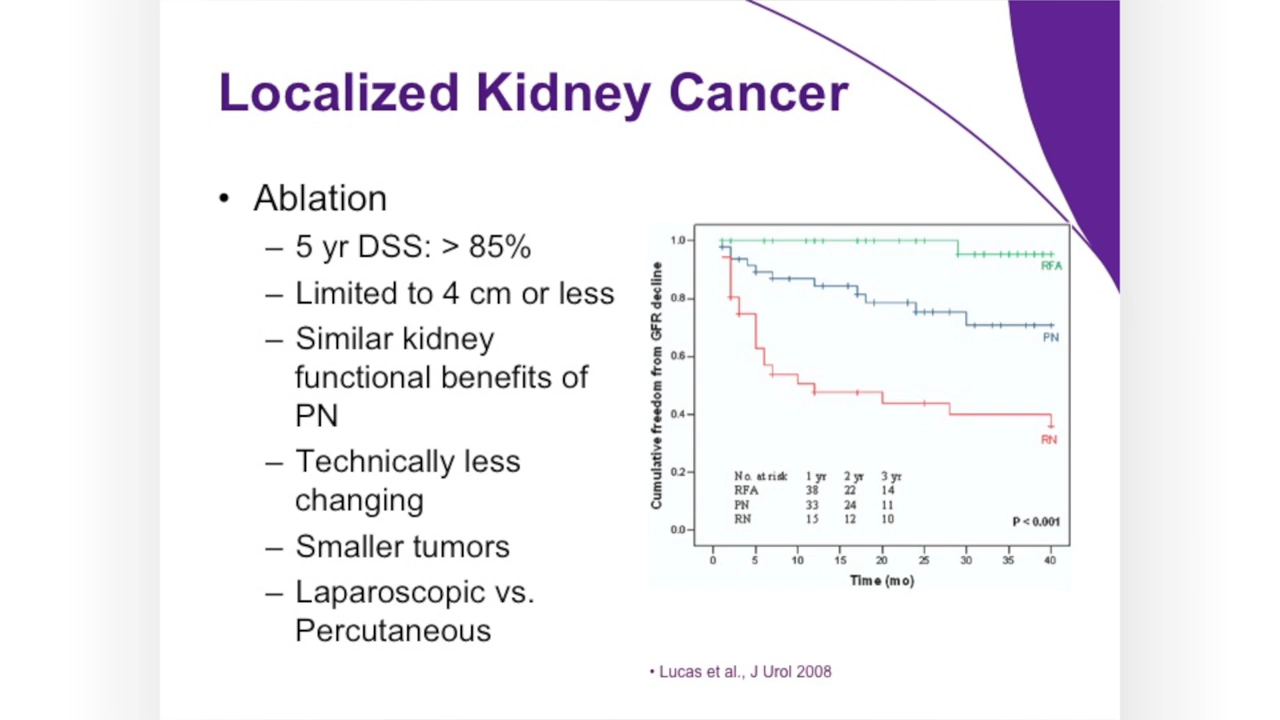 Localized Kidney Cancer
• Ablation
– 5 yr DSS: > 85%
– Limited to 4 cm or less
– Similar kidney
functional benefits of
PN
– Technically less
changing
– Smaller tumors
– Laparoscopic vs.
Percutaneous
Cumulative freedom from GFR decline
1.0
0.8
0.6
0.4
0.2
0.0
RFA
PN
RN
No. at risk 1 yr 2 yr 3 yr
RFA 38 22 14
PN 33 24 11
RN 15 12 10
P < 0.001
0 5 10 15 20 25 30 35 40
Time (mo)
• Lucas et al., J Urol 2008